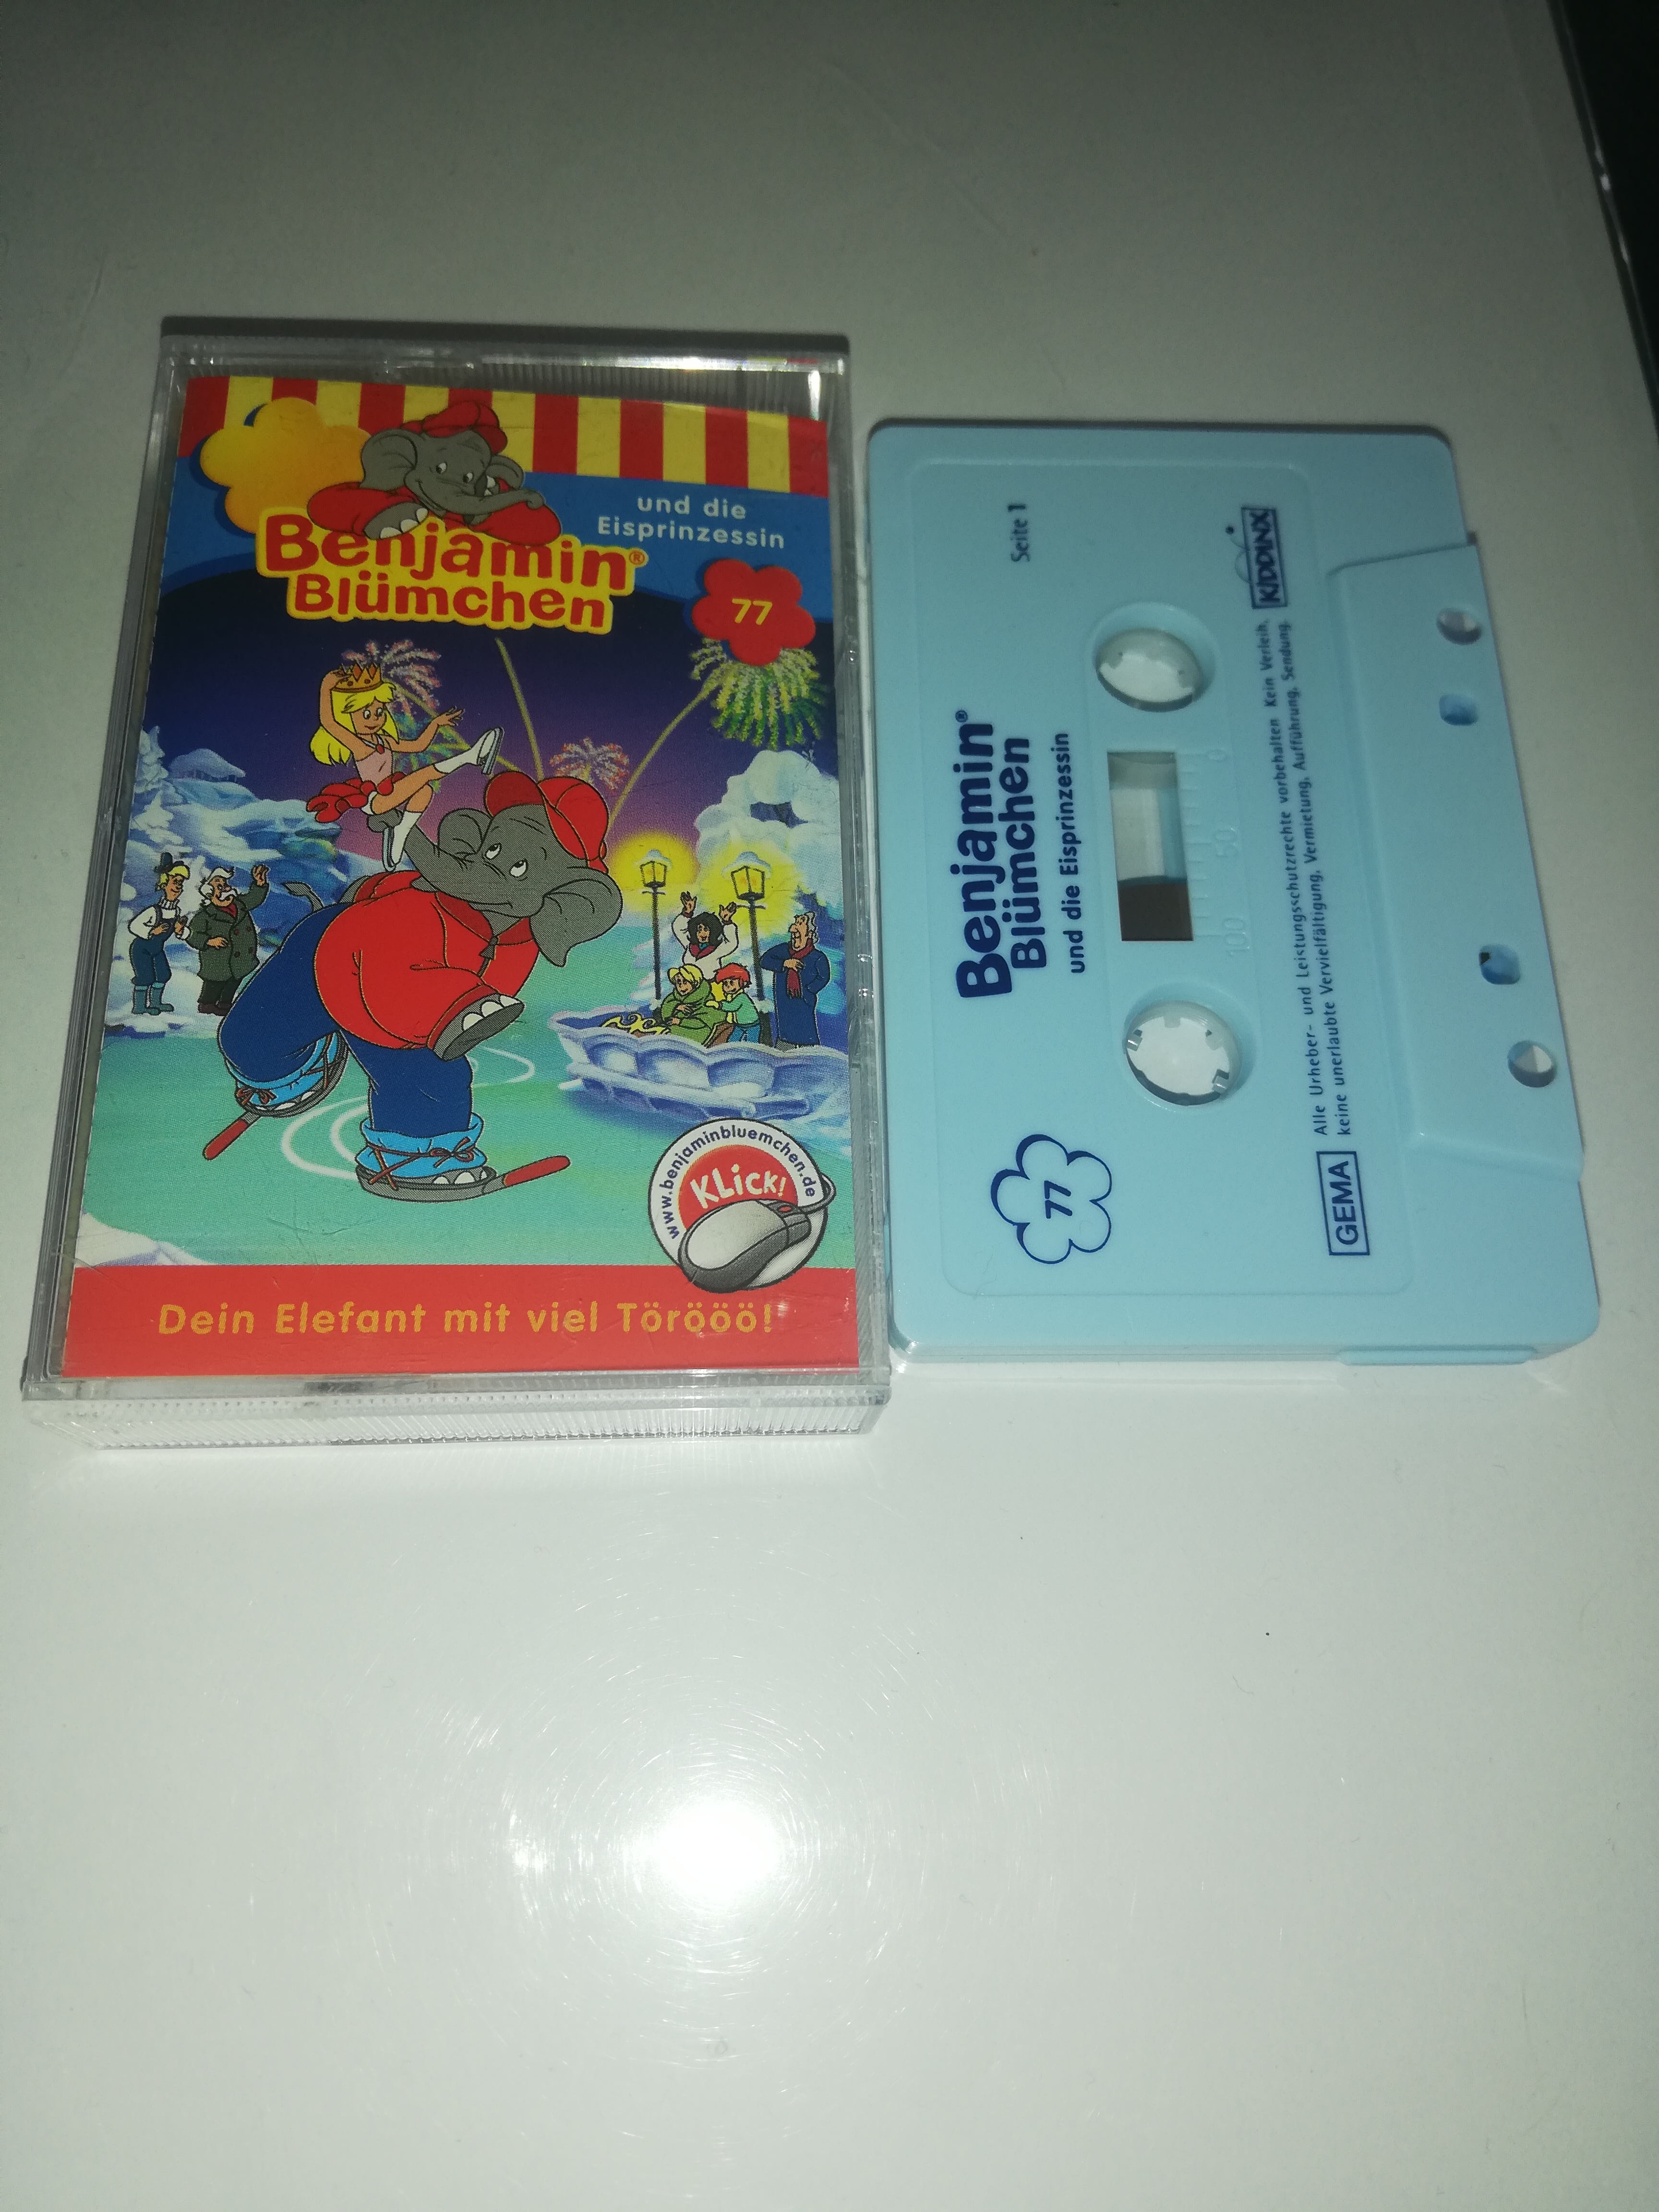 und die
Eisprinzessin
Benjamin®
Blümchen
77
www.benjaminbluemchen.de
KLicK!
Dein Elefant mit viel Törööö!
Seite 1
Benjamin®
Blümchen
und die Eisprinzessin
77
100 50 0
KIDDINX
Alle Urheber- und Leistungsschutzrechte vorbehalten Kein Verleih,
keine unerlaubte Vervielfältigung, Vermietung, Aufführung, Sendung.
GEMA